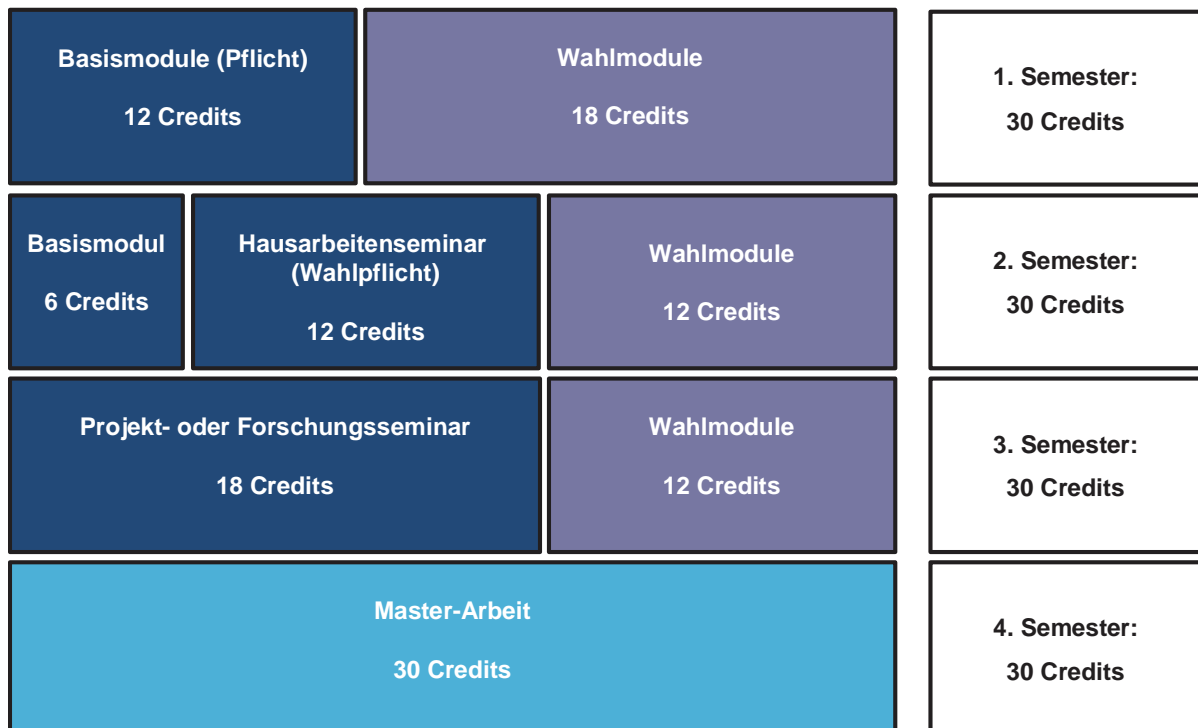 Basismodule (Pflicht)
12 Credits
Wahlmodule
18 Credits
1. Semester:
30 Credits
Basismodul
6 Credits
Hausarbeitenseminar
(Wahlpflicht)
12 Credits
Wahlmodule
12 Credits
2. Semester:
30 Credits
Projekt- oder Forschungsseminar
18 Credits
Wahlmodule
12 Credits
3. Semester:
30 Credits
Master-Arbeit
30 Credits
4. Semester:
30 Credits